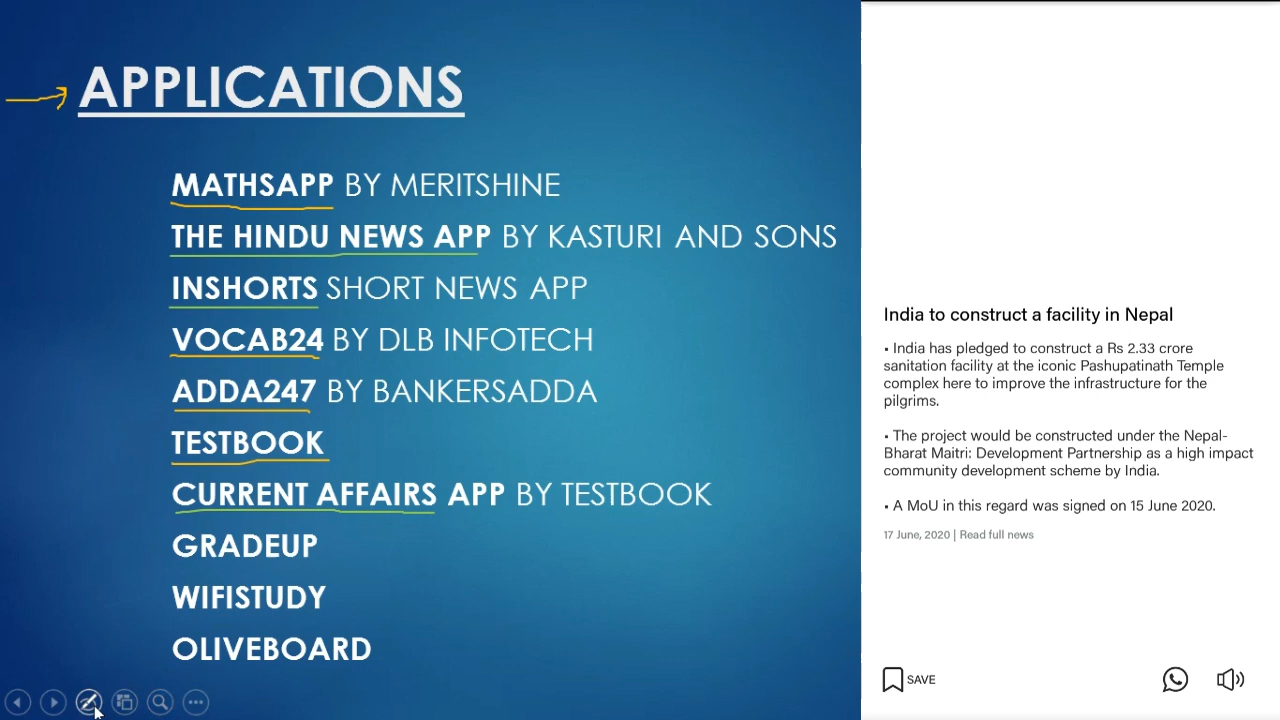 APPLICATIONS
MATHSAPP BY MERITSHINE
THE HINDU NEWS APP BY KASTURI AND SONS
INSHORTS SHORT NEWS APP
VOCAB24 BY DLB INFOTECH
ADDA247 BY BANKERSADDA
TESTBOOK
CURRENT AFFAIRS APP BY TESTBOOK
GRADEUP
WIFISTUDY
OLIVEBOARD
India to construct a facility in Nepal
▪ India has pledged to construct a Rs 2.33 crore
sanitation facility at the iconic Pashupatinath Temple
complex here to improve the infrastructure for the
pilgrims.
▪ The project would be constructed under the Nepal-
Bharat Maitri: Development Partnership as a high impact
community development scheme by India.
▪ A MoU in this regard was signed on 15 June 2020.
17 June, 2020 | Read full news
SAVE